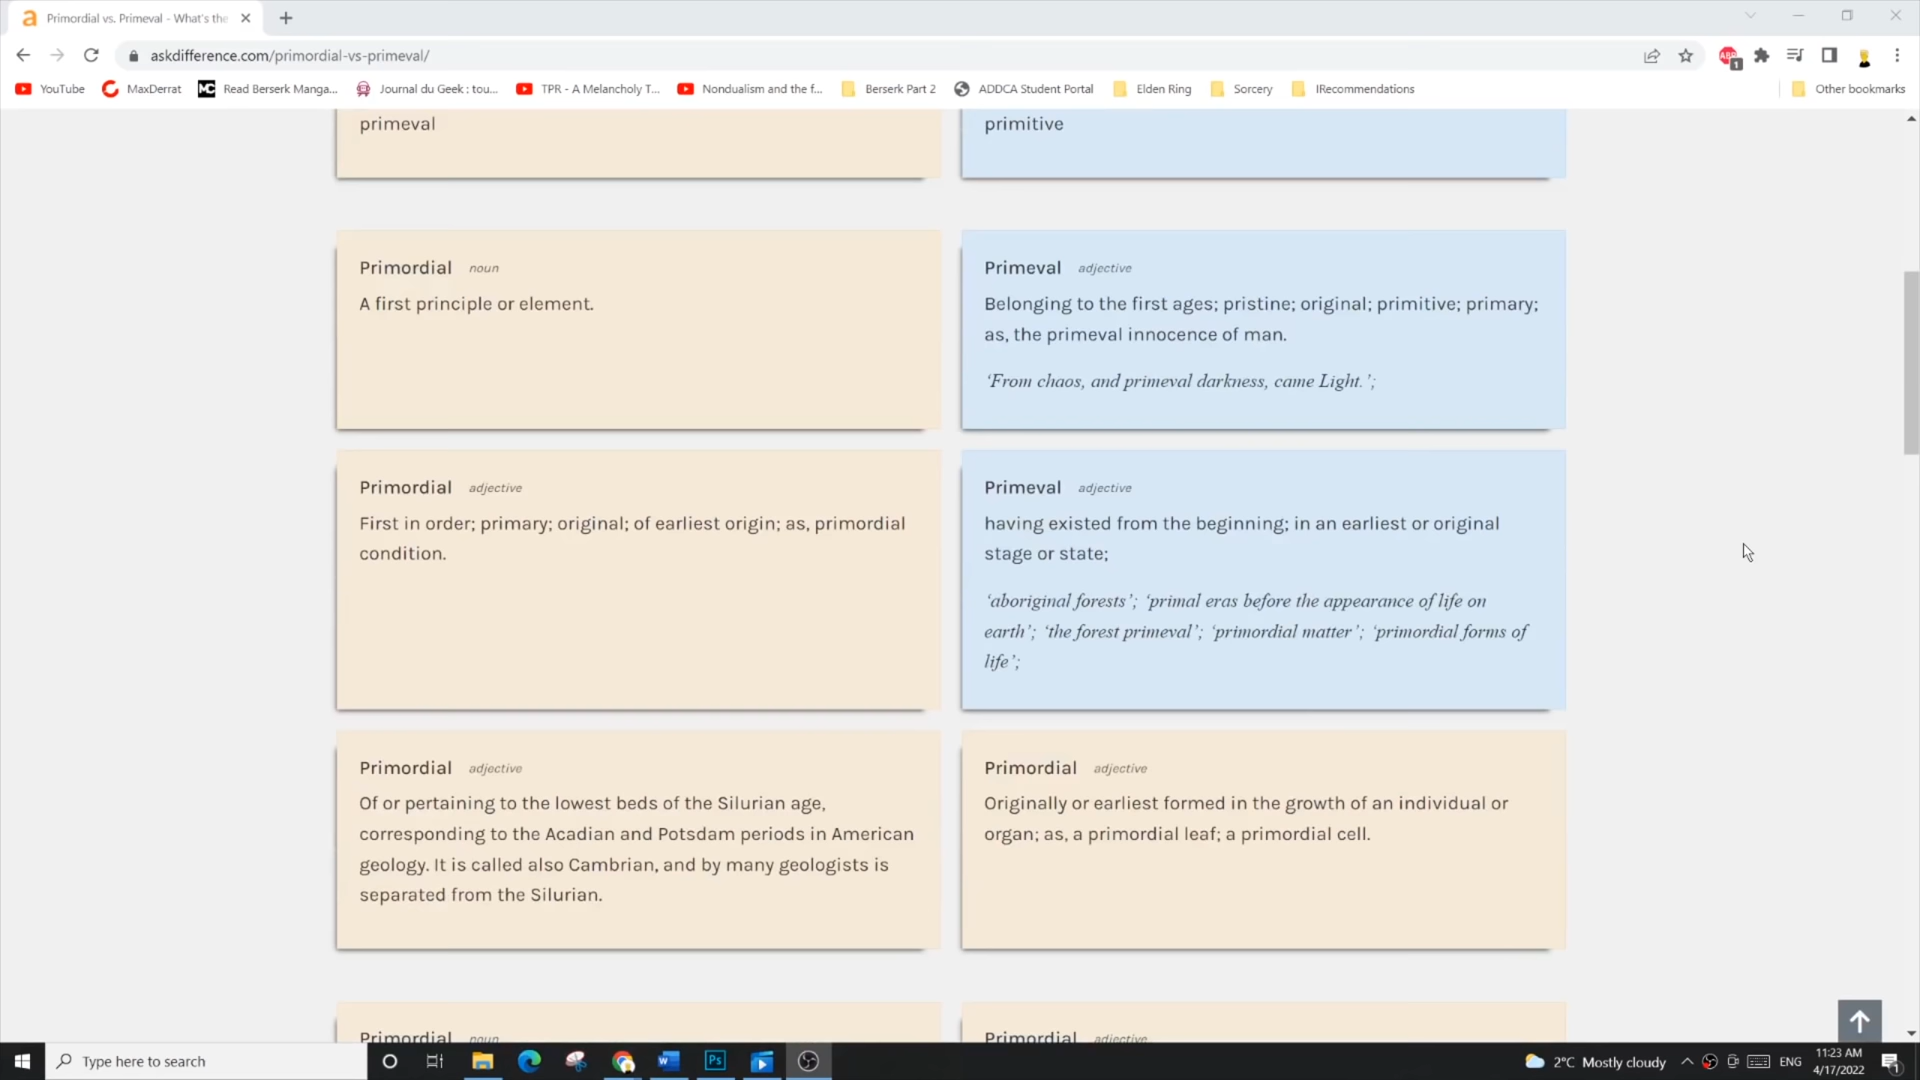 Primordial vs. Primeval - What's the
askdifference.com/primordial-vs-primeval/
ABP
1
YouTube
MaxDerrat
MC
Read Berserk Manga...
Journal du Geek : tou...
TPR - A Melancholy T...
Nondualism and the f...
Berserk Part 2
ADDCA Student Portal
Elden Ring
Sorcery
IRecommendations
Other bookmarks
primeval
primitive
Primordial noun
A first principle or element.
Primeval adjective
Belonging to the first ages; pristine; original; primitive; primary;
as, the primeval innocence of man.
‘From chaos, and primeval darkness, came Light.’;
Primordial adjective
First in order; primary; original; of earliest origin; as, primordial
condition.
Primeval adjective
having existed from the beginning; in an earliest or original
stage or state;
‘aboriginal forests’; ‘primal eras before the appearance of life on
earth’; ‘the forest primeval’; ‘primordial matter’; ‘primordial forms of
life’;
Primordial adjective
Of or pertaining to the lowest beds of the Silurian age,
corresponding to the Acadian and Potsdam periods in American
geology. It is called also Cambrian, and by many geologists is
separated from the Silurian.
Primordial adjective
Originally or earliest formed in the growth of an individual or
organ; as, a primordial leaf; a primordial cell.
Primordial noun
Primordial adjective
Type here to search
W
Ps
2°C Mostly cloudy
ENG
11:23 AM
4/17/2022
1